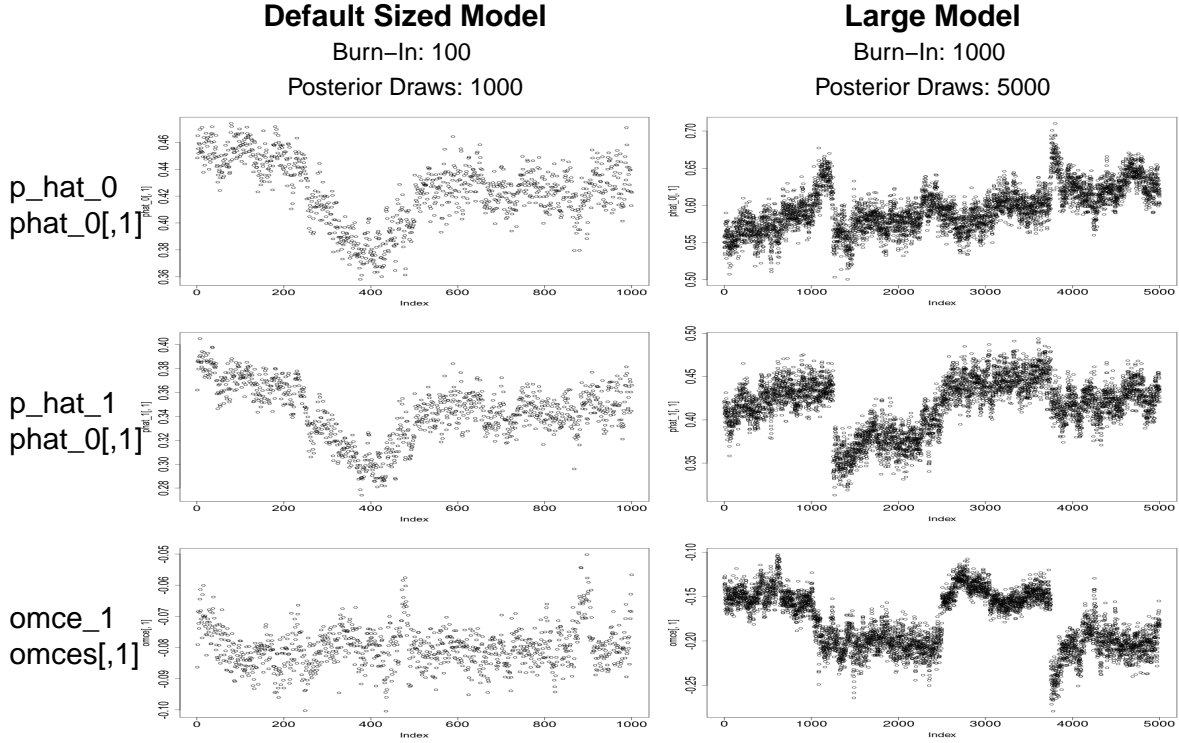 Default Sized Model
Burn−In: 100
Posterior Draws: 1000
Large Model
Burn−In: 1000
Posterior Draws: 5000
p_hat_0
phat_0[,1]
phat_0[, 1]
0.36 0.38 0.40 0.42 0.44 0.46
0 200 400 600 800 1000
Index
phat_0[, 1]
0.50 0.55 0.60 0.65 0.70
0 1000 2000 3000 4000 5000
Index
p_hat_1
phat_0[,1]
phat_1[, 1]
0.28 0.30 0.32 0.34 0.36 0.38 0.40
0 200 400 600 800 1000
Index
phat_1[, 1]
0.35 0.40 0.45 0.50
0 1000 2000 3000 4000 5000
Index
omce_1
omces[,1]
omce[, 1]
-0.10 -0.09 -0.08 -0.07 -0.06 -0.05
0 200 400 600 800 1000
Index
omce[, 1]
-0.25 -0.20 -0.15 -0.10
0 1000 2000 3000 4000 5000
Index